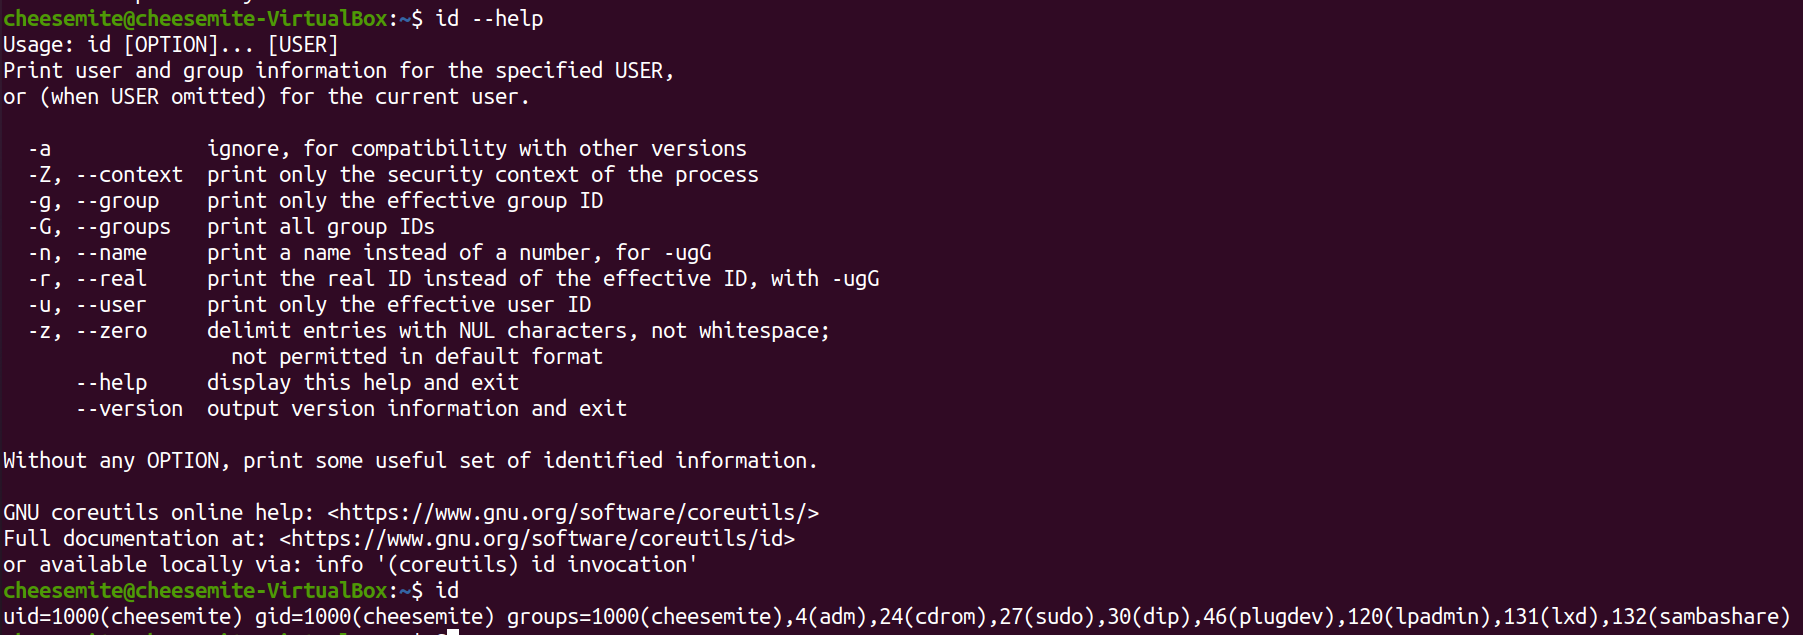 cheesemite@cheesemite-VirtualBox:~$ id --help
Usage: id [OPTION]... [USER]
Print user and group information for the specified USER,
or (when USER omitted) for the current user.
-a ignore, for compatibility with other versions
-Z, --context print only the security context of the process
-g, --group print only the effective group ID
-G, --groups print all group IDs
-n, --name print a name instead of a number, for -ugG
-r, --real print the real ID instead of the effective ID, with -ugG
-u, --user print only the effective user ID
-z, --zero delimit entries with NUL characters, not whitespace;
not permitted in default format
--help display this help and exit
--version output version information and exit
Without any OPTION, print some useful set of identified information.
GNU coreutils online help: <https://www.gnu.org/software/coreutils/>
Full documentation at: <https://www.gnu.org/software/coreutils/id>
or available locally via: info '(coreutils) id invocation'
cheesemite@cheesemite-VirtualBox:~$ id
uid=1000(cheesemite) gid=1000(cheesemite) groups=1000(cheesemite),4(adm),24(cdrom),27(sudo),30(dip),46(plugdev),120(lpadmin),131(lxd),132(sambashare)